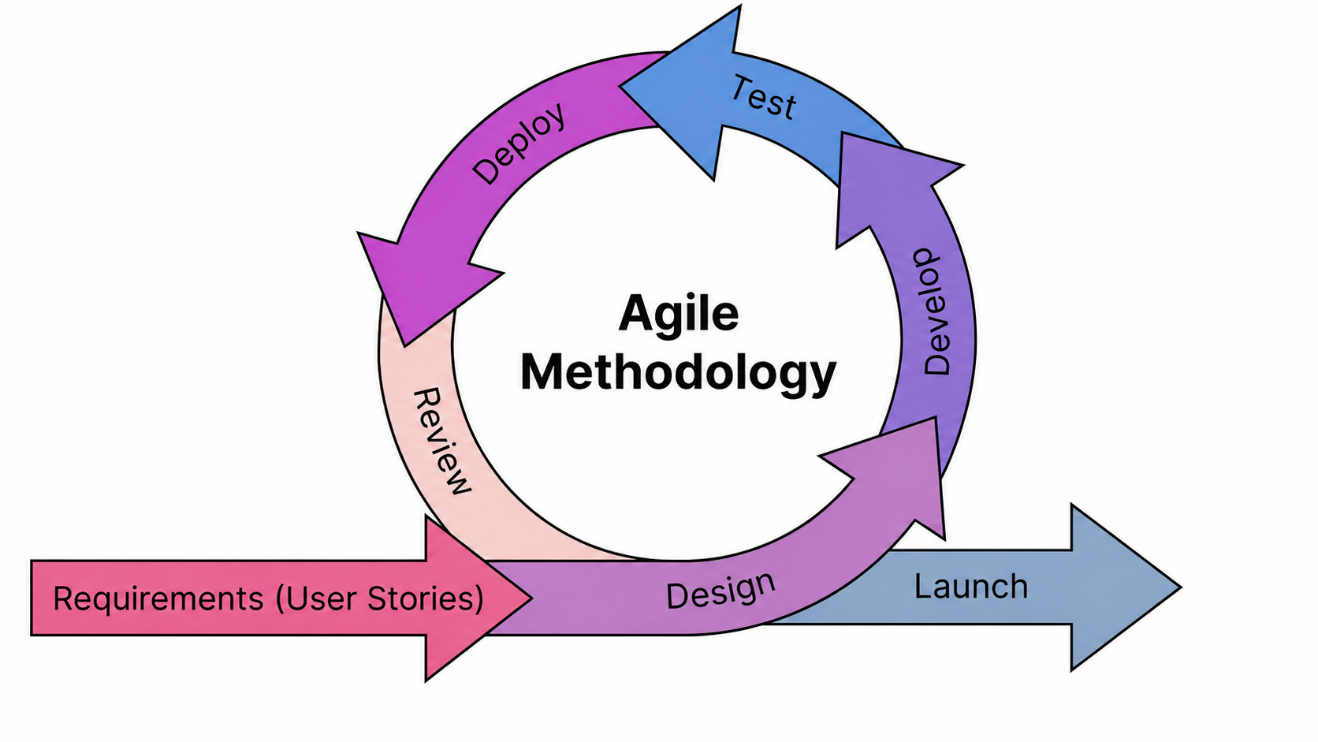 Agile
Methodology
Requirements (User Stories)
Design
Develop
Test
Deploy
Review
Launch